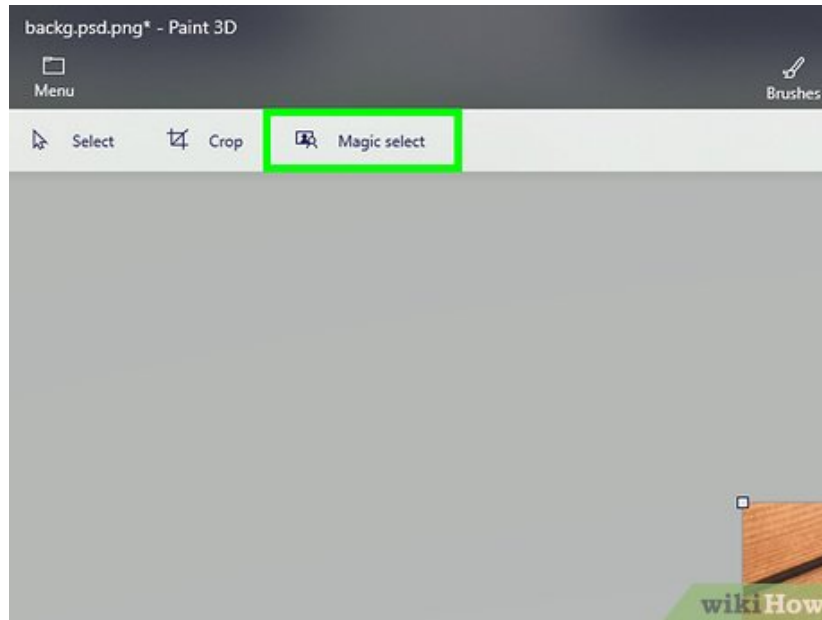 backg.psd.png* - Paint 3D
Menu
Brushes
Select
Crop
Magic select
wikiHow